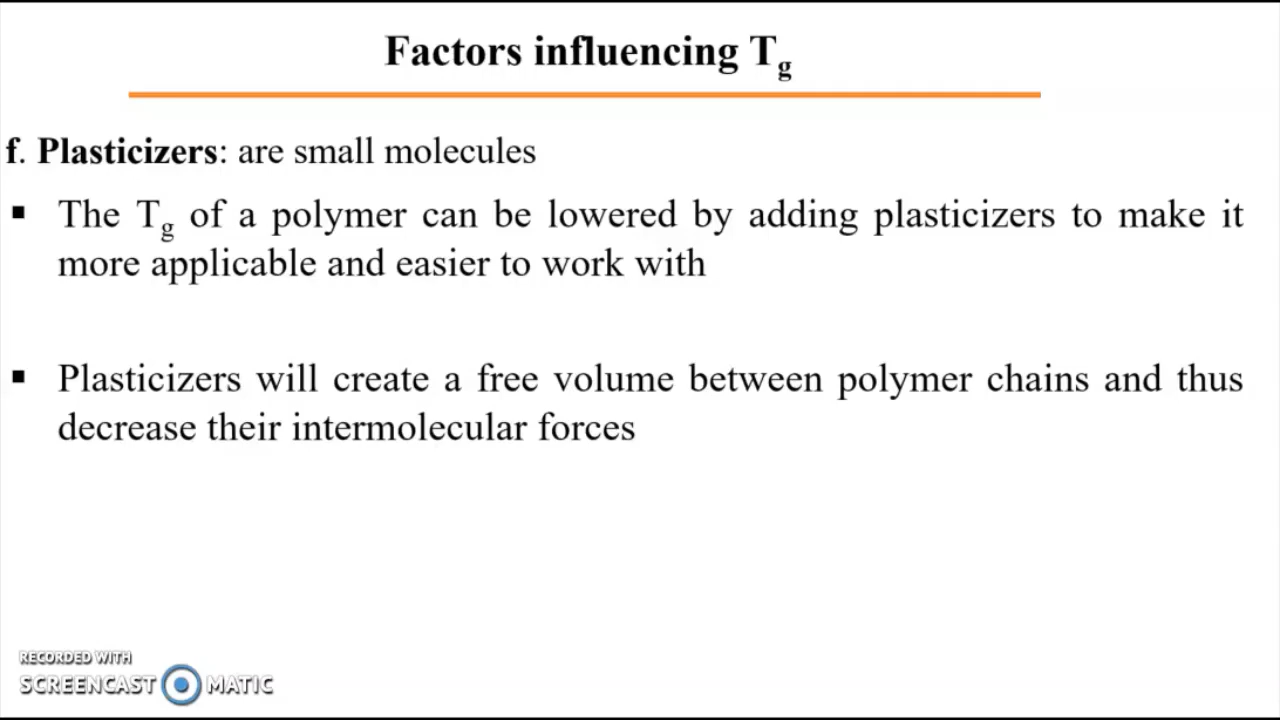 Factors influencing Tg
f. Plasticizers: are small molecules
▪ The Tg of a polymer can be lowered by adding plasticizers to make it
more applicable and easier to work with
▪ Plasticizers will create a free volume between polymer chains and thus
decrease their intermolecular forces
RECORDED WITH
SCREENCAST MATIC